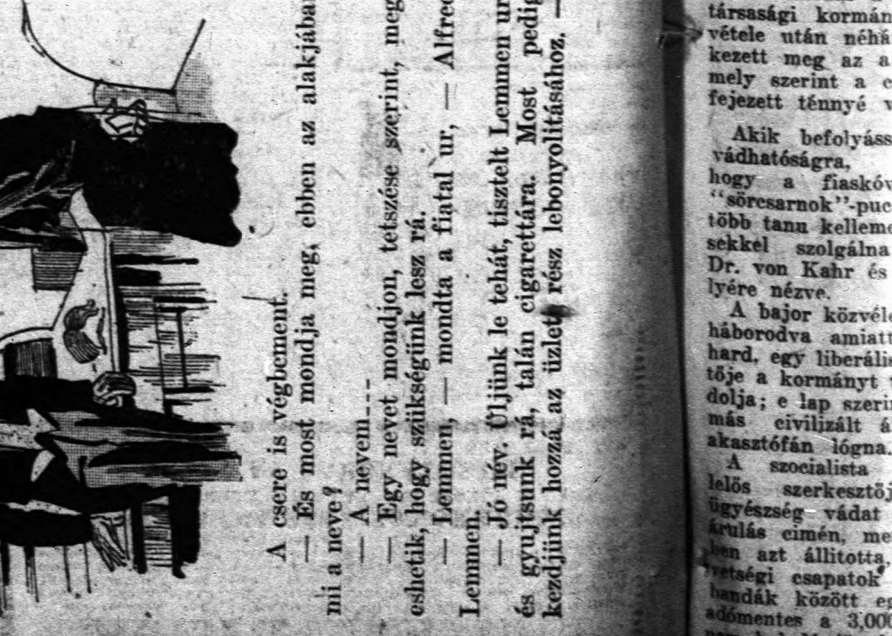 A csere is végbement.
— És most mondja meg, ebben az alakjában
mi a neve?
— A nevem...
— Egy nevet mondjon, tetszése szerint, meg
eshetik, hogy szükségünk lesz rá.
— Lemmen, — mondta a fiatal ur, — Alfred
Lemmen.
— Jó név. Üljünk le tehát, tisztelt Lemmen ur
és gyujtsunk rá, talán cigarettára. Most pedig
kezdjünk hozzá az üzleti rész lebonyolitásához. —
társasági kormán
vétele után néhá
kezett meg az a
mely szerint a c
fejezett ténnyé v
Akik befolyáss
vádhatóságra,
hogy a fiaskóv
"sörcsarnok"-puc
több tanu kelleme
sekkel szolgálna
Dr. von Kahr és
lyére nézve.
A bajor közvéle
háborodva amiatt
hard, egy liberális
tője a kormányt
dolja; e lap szerin
más civilizált á
akasztófán lógna.
A szocialista
lelős szerkesztőj
ügyészség vádat
árulás cimén, me
ben azt állitotta,
vetségi csapatok
bandák között eg
adómentes a 3,00